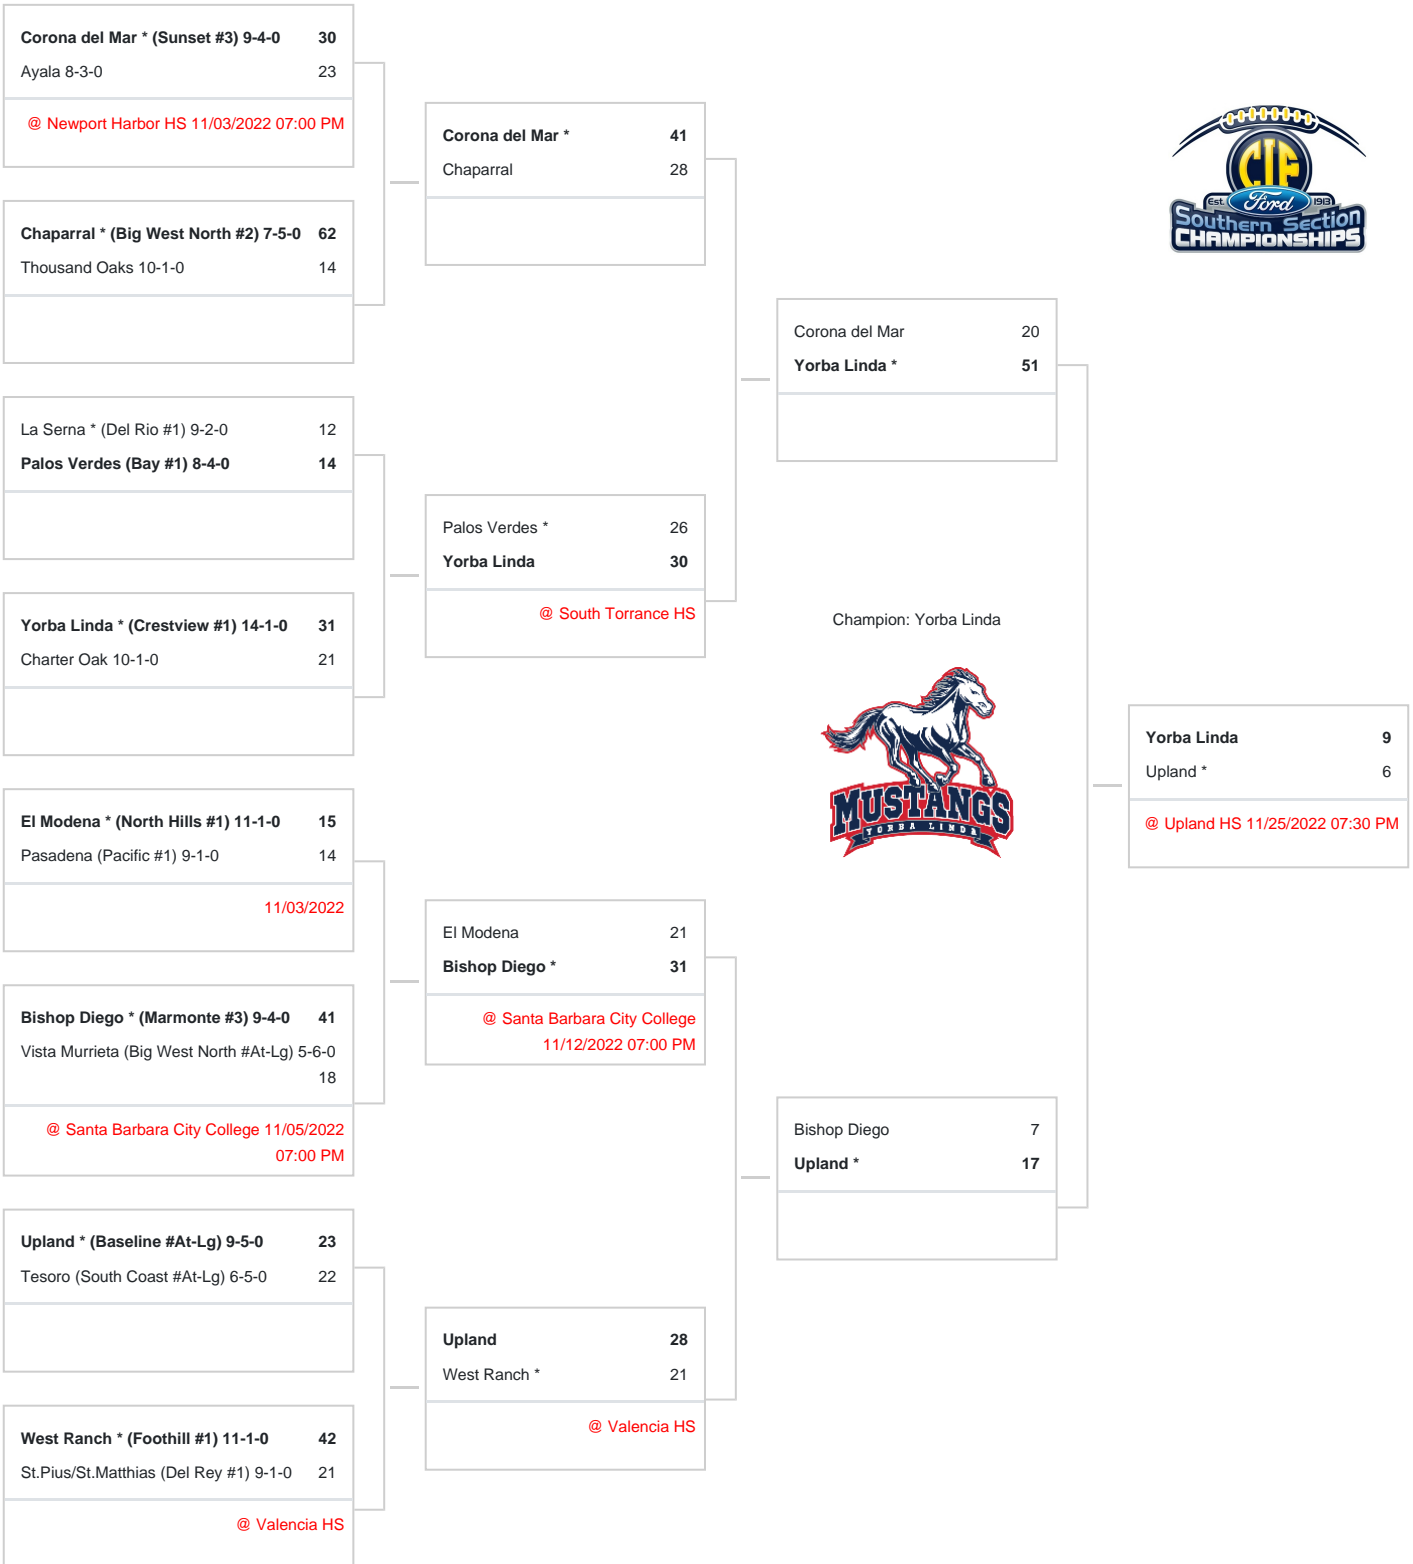 Corona del Mar * (Sunset #3) 9-4-0 30
Ayala 8-3-0 23
@ Newport Harbor HS 11/03/2022 07:00 PM
Chaparral * (Big West North #2) 7-5-0 62
Thousand Oaks 10-1-0 14
La Serna * (Del Rio #1) 9-2-0 12
Palos Verdes (Bay #1) 8-4-0 14
Yorba Linda * (Crestview #1) 14-1-0 31
Charter Oak 10-1-0 21
El Modena * (North Hills #1) 11-1-0 15
Pasadena (Pacific #1) 9-1-0 14
11/03/2022
Bishop Diego * (Marmonte #3) 9-4-0 41
Vista Murrieta (Big West North #At-Lg) 5-6-0
18
@ Santa Barbara City College 11/05/2022
07:00 PM
Upland * (Baseline #At-Lg) 9-5-0 23
Tesoro (South Coast #At-Lg) 6-5-0 22
West Ranch * (Foothill #1) 11-1-0 42
St.Pius/St.Matthias (Del Rey #1) 9-1-0 21
@ Valencia HS
Corona del Mar * 41
Chaparral 28
Palos Verdes * 26
Yorba Linda 30
@ South Torrance HS
El Modena 21
Bishop Diego * 31
@ Santa Barbara City College
11/12/2022 07:00 PM
Upland 28
West Ranch * 21
@ Valencia HS
Corona del Mar 20
Yorba Linda * 51
Champion: Yorba Linda
MUSTANGS
YORBA LINDA
Bishop Diego 7
Upland * 17
CIF
Est. Ford 1913
Southern Section
CHAMPIONSHIPS
Yorba Linda 9
Upland * 6
@ Upland HS 11/25/2022 07:30 PM